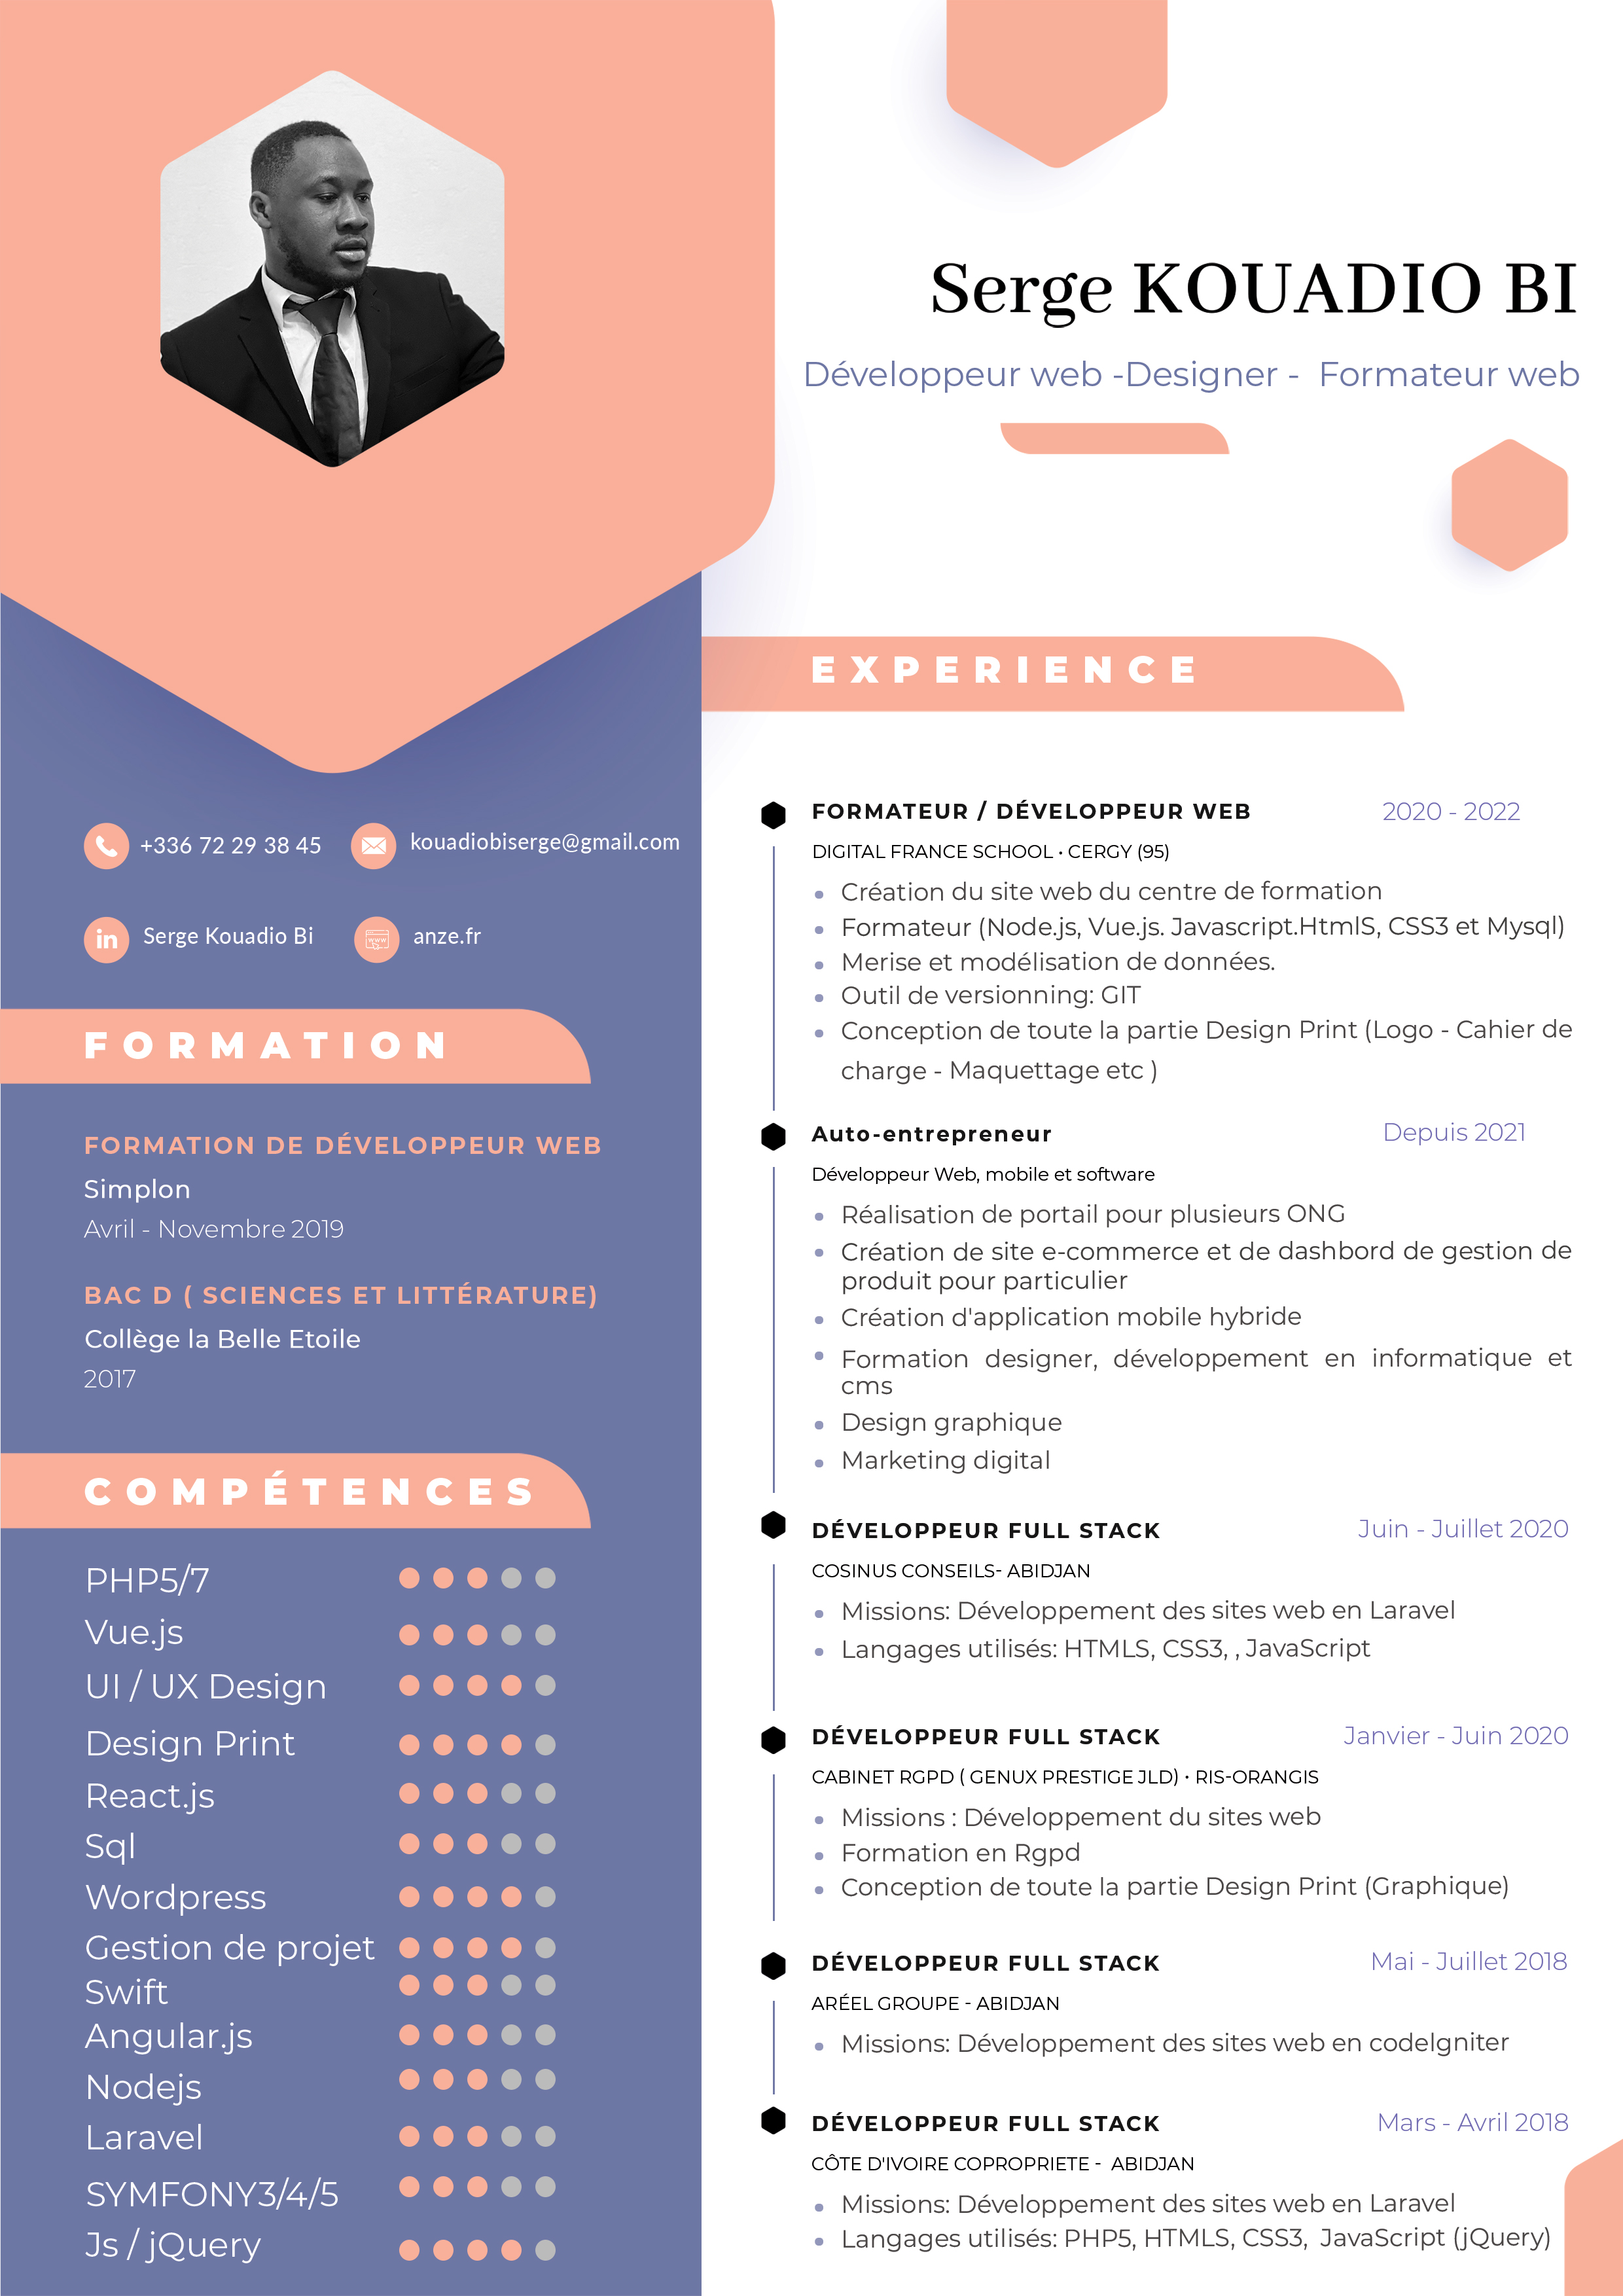 Serge KOUADIO BI
Développeur web -Designer - Formateur web
+336 72 29 38 45
kouadiobiserge@gmail.com
Serge Kouadio Bi
www
anze.fr
FORMATION
FORMATION DE DÉVELOPPEUR WEB
Simplon
Avril - Novembre 2019
BAC D ( SCIENCES ET LITTÉRATURE)
Collège la Belle Etoile
2017
COMPÉTENCES
PHP5/7
Vue.js
UI / UX Design
Design Print
React.js
Sql
Wordpress
Gestion de projet
Swift
Angular.js
Nodejs
Laravel
SYMFONY3/4/5
Js / jQuery
EXPERIENCE
FORMATEUR / DÉVELOPPEUR WEB 2020 - 2022
DIGITAL FRANCE SCHOOL • CERGY (95)
• Création du site web du centre de formation
• Formateur (Node.js, Vue.js. Javascript.HtmlS, CSS3 et Mysql)
• Merise et modélisation de données.
• Outil de versionning: GIT
• Conception de toute la partie Design Print (Logo - Cahier de
charge - Maquettage etc )
Auto-entrepreneur Depuis 2021
Développeur Web, mobile et software
• Réalisation de portail pour plusieurs ONG
• Création de site e-commerce et de dashbord de gestion de
produit pour particulier
• Création d'application mobile hybride
• Formation designer, développement en informatique et
cms
• Design graphique
• Marketing digital
DÉVELOPPEUR FULL STACK Juin - Juillet 2020
COSINUS CONSEILS- ABIDJAN
• Missions: Développement des sites web en Laravel
• Langages utilisés: HTMLS, CSS3, , JavaScript
DÉVELOPPEUR FULL STACK Janvier - Juin 2020
CABINET RGPD ( GENUX PRESTIGE JLD) • RIS-ORANGIS
• Missions : Développement du sites web
• Formation en Rgpd
• Conception de toute la partie Design Print (Graphique)
DÉVELOPPEUR FULL STACK Mai - Juillet 2018
ARÉEL GROUPE - ABIDJAN
• Missions: Développement des sites web en codeIgniter
DÉVELOPPEUR FULL STACK Mars - Avril 2018
CÔTE D'IVOIRE COPROPRIETE - ABIDJAN
• Missions: Développement des sites web en Laravel
• Langages utilisés: PHP5, HTMLS, CSS3, JavaScript (jQuery)